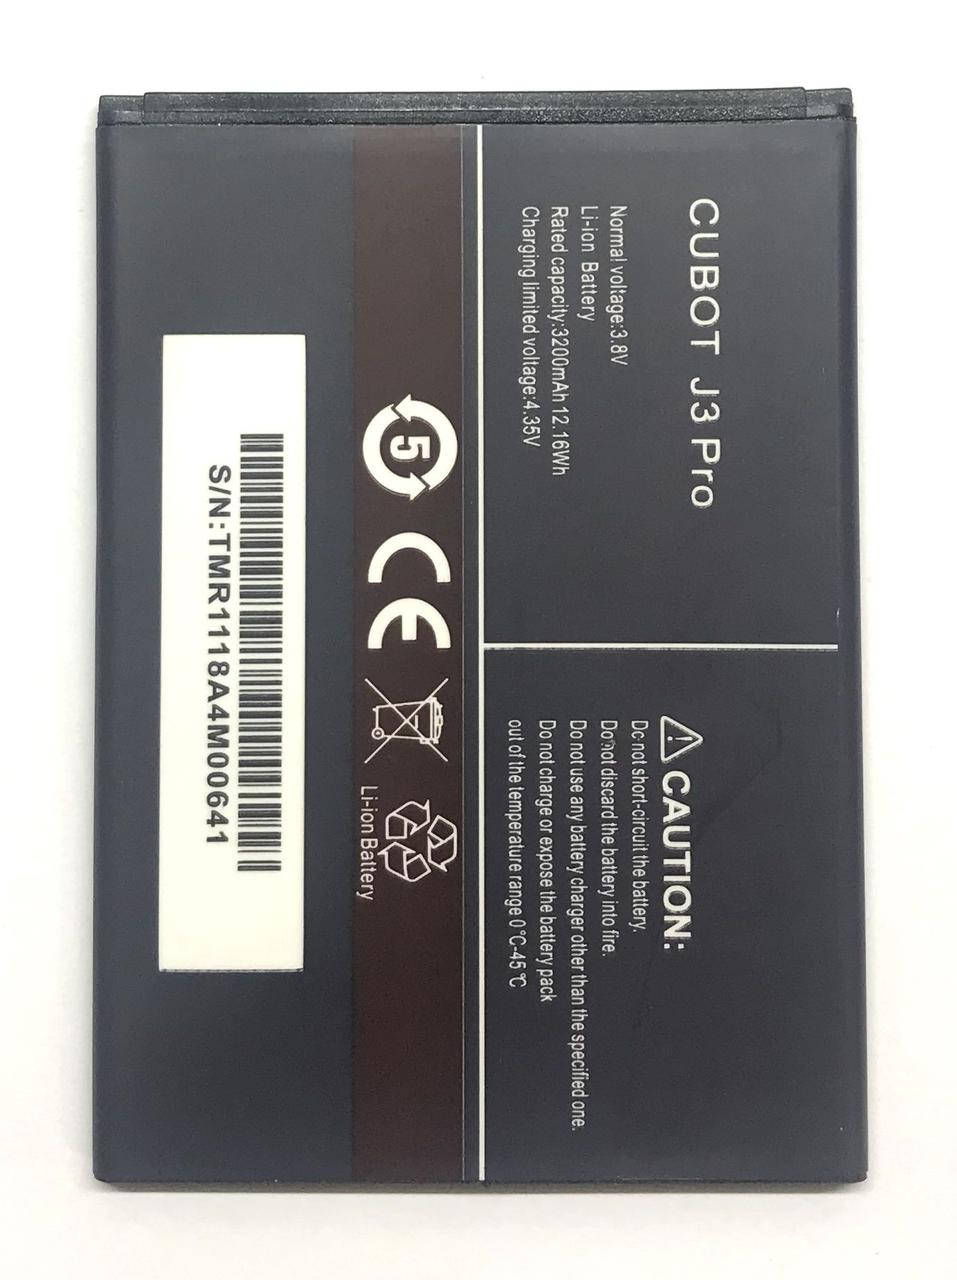 CUBOT J3 Pro
Normal voltage:3.8V
Li-ion Battery
Rated capacity:3200mAh 12.16Wh
Charging limited voltage:4.35V
CAUTION:
Do not short-circuit the battery.
Do not discard the battery into fire.
Do not use any battery charger other than the specified one.
Do not charge or expose the battery pack
out of the temperature range 0°C-45℃
5
CE
Li-ion Battery
S/N:TMR1118A4M00641